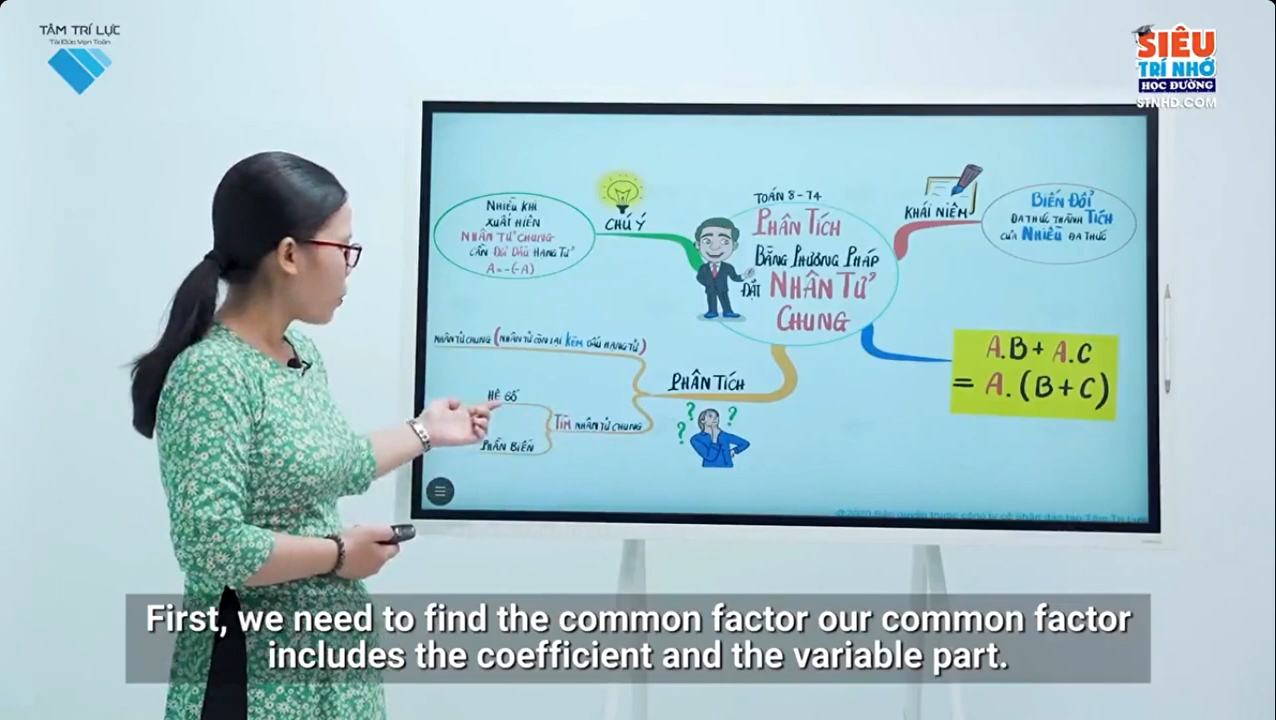 TÂM TRÍ LỰC
Tài Đức Vẹn Toàn
SIÊU
TRÍ NHỚ
HỌC ĐƯỜNG
STNHD.COM
NHIỀU KHI
XUẤT HIỆN
NHÂN TỬ CHUNG
CẦN ĐỔI DẤU HẠNG TỬ
A = -(-A)
CHÚ Ý
TOÁN 8 - T4
PHÂN TÍCH
BẰNG PHƯƠNG PHÁP
ĐẶT NHÂN TỬ
CHUNG
KHÁI NIỆM
BIẾN ĐỔI
ĐA THỨC THÀNH TÍCH
CỦA NHIỀU ĐA THỨC
NHÂN TỬ CHUNG (NHÂN TỬ CÒN LẠI KÈM DẤU HẠNG TỬ)
PHÂN TÍCH
HỆ SỐ
TÌM NHÂN TỬ CHUNG
PHẦN BIẾN
? ?
?
A.B + A.C
= A.(B + C)
First, we need to find the common factor our common factor
includes the coefficient and the variable part.